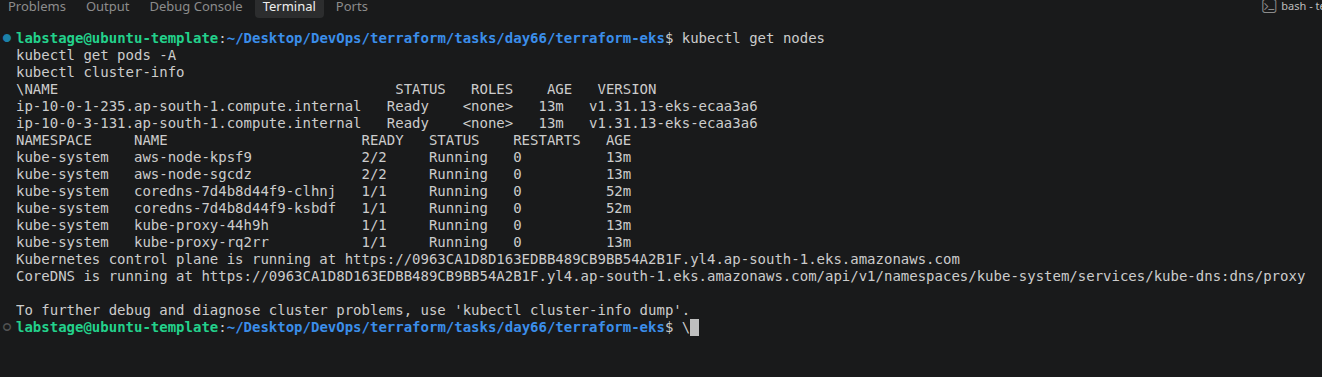 Problems Output Debug Console Terminal Ports bash - te
labstage@ubuntu-template:~/Desktop/DevOps/terraform/tasks/day66/terraform-eks$ kubectl get nodes
kubectl get pods -A
kubectl cluster-info
\NAME                                        STATUS   ROLES    AGE   VERSION
ip-10-0-1-235.ap-south-1.compute.internal   Ready    <none>   13m   v1.31.13-eks-ecaa3a6
ip-10-0-3-131.ap-south-1.compute.internal   Ready    <none>   13m   v1.31.13-eks-ecaa3a6
NAMESPACE     NAME                       READY   STATUS    RESTARTS   AGE
kube-system   aws-node-kpsf9             2/2     Running   0          13m
kube-system   aws-node-sgcdz             2/2     Running   0          13m
kube-system   coredns-7d4b8d44f9-clhnj   1/1     Running   0          52m
kube-system   coredns-7d4b8d44f9-ksbdf   1/1     Running   0          52m
kube-system   kube-proxy-44h9h           1/1     Running   0          13m
kube-system   kube-proxy-rq2rr           1/1     Running   0          13m
Kubernetes control plane is running at https://0963CA1D8D163EDBB489CB9BB54A2B1F.yl4.ap-south-1.eks.amazonaws.com
CoreDNS is running at https://0963CA1D8D163EDBB489CB9BB54A2B1F.yl4.ap-south-1.eks.amazonaws.com/api/v1/namespaces/kube-system/services/kube-dns:dns/proxy
To further debug and diagnose cluster problems, use 'kubectl cluster-info dump'.
labstage@ubuntu-template:~/Desktop/DevOps/terraform/tasks/day66/terraform-eks$ \